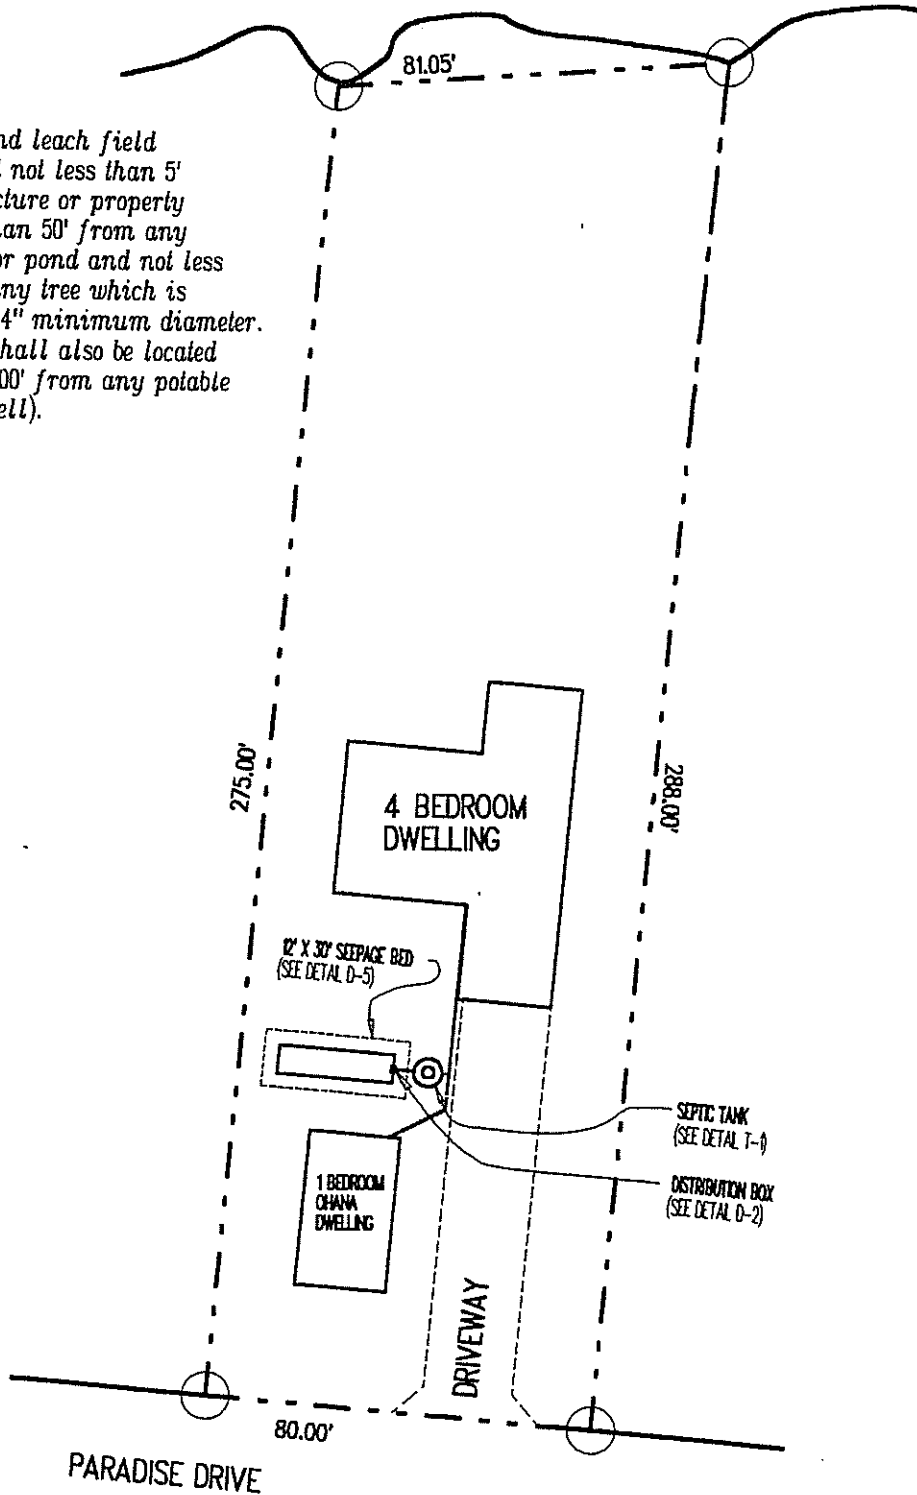 81.05'
nd leach field
not less than 5'
cture or property
an 50' from any
or pond and not less
any tree which is
4" minimum diameter.
hall also be located
00' from any potable
ell).
275.00'
288.00'
4 BEDROOM
DWELLING
12' X 30' SEEPAGE BED
(SEE DETAIL D-5)
SEPTIC TANK
(SEE DETAIL T-1)
DISTRIBUTION BOX
(SEE DETAIL D-2)
1 BEDROOM
OHANA
DWELLING
DRIVEWAY
80.00'
PARADISE DRIVE